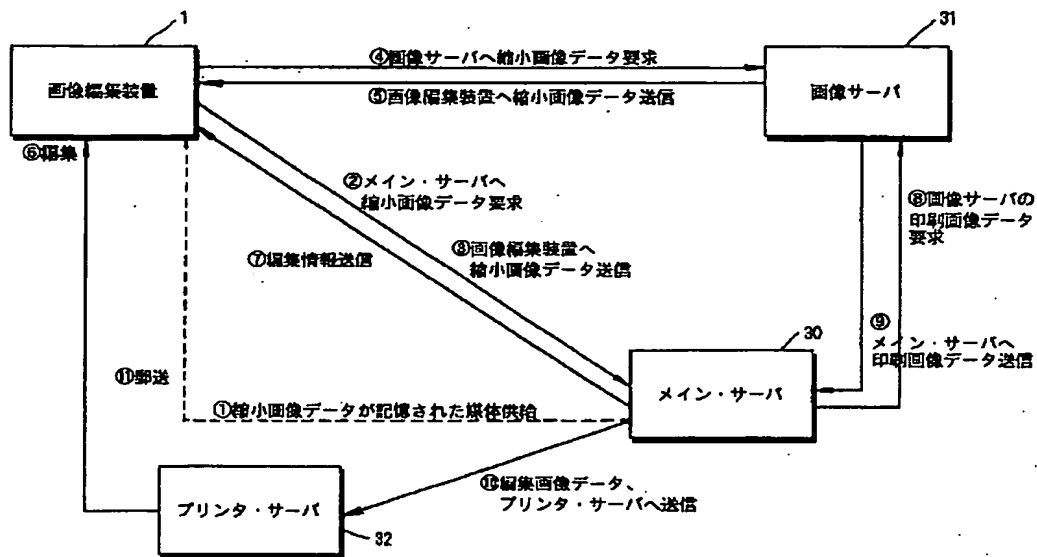 1
31
④画像サーバへ縮小画像データ要求
画像編集装置
⑤画像編集装置へ縮小画像データ送信
画像サーバ
⑥編集
②メイン・サーバへ
縮小画像データ要求
⑧画像サーバの
印刷画像データ
要求
③画像編集装置へ
縮小画像データ送信
⑦編集情報送信
30
⑨
メイン・サーバへ
印刷画像データ送信
⑪郵送
メイン・サーバ
①縮小画像データが記憶された媒体供給
⑩編集画像データ、
プリンタ・サーバへ送信
プリンタ・サーバ
32